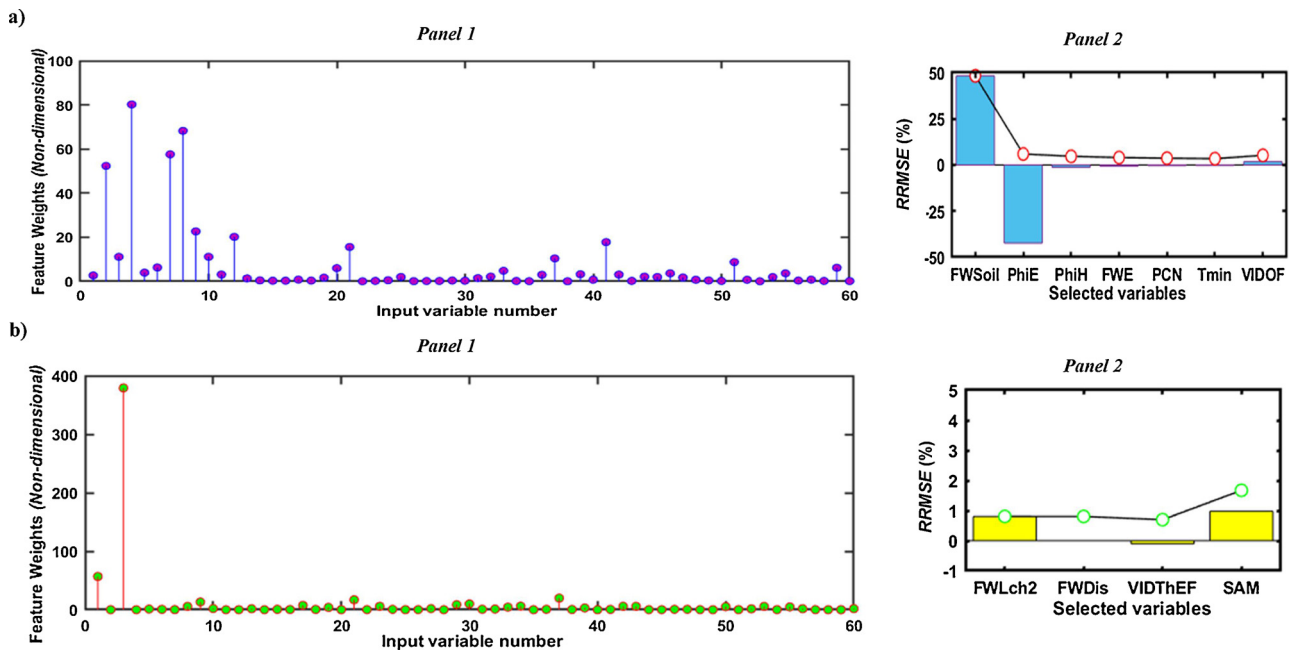 a)
Panel 1
Feature Weights (Non-dimensional)
100
80
60
40
20
0
0 10 20 30 40 50 60
Input variable number
Panel 2
RRMSE (%)
50
25
0
-25
-50
FWSoil PhiE PhiH FWE PCN Tmin VIDOF
Selected variables
b)
Panel 1
Feature Weights (Non-dimensional)
400
300
200
100
0
0 10 20 30 40 50 60
Input variable number
Panel 2
RRMSE (%)
5
4
3
2
1
0
-1
FWLch2 FWDis VIDThEF SAM
Selected variables